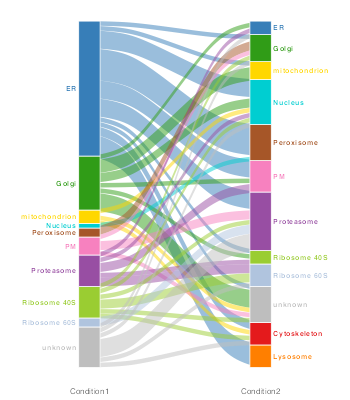 ER
Golgi
mitochondrion
Nucleus
Peroxisome
PM
Proteasome
Ribosome 40S
Ribosome 60S
unknown
Condition1
ER
Golgi
mitochondrion
Nucleus
Peroxisome
PM
Proteasome
Ribosome 40S
Ribosome 60S
unknown
Cytoskeleton
Lysosome
Condition2